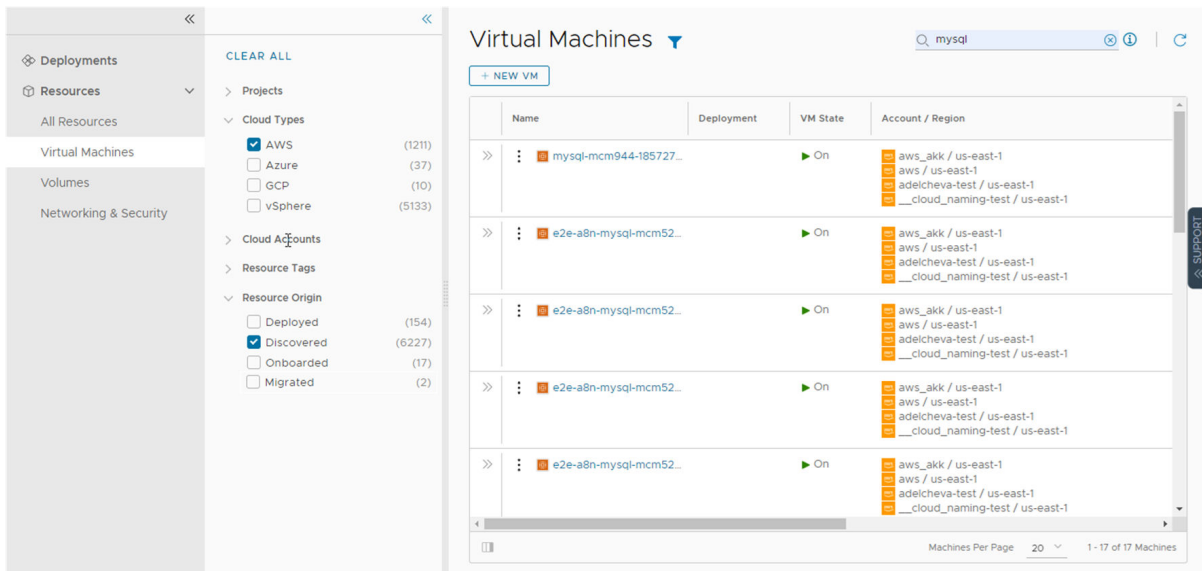 Deployments
Resources
All Resources
Virtual Machines
Volumes
Networking & Security
CLEAR ALL
Projects
Cloud Types
AWS (1211)
Azure (37)
GCP (10)
vSphere (5133)
Cloud Accounts
Resource Tags
Resource Origin
Deployed (154)
Discovered (6227)
Onboarded (17)
Migrated (2)
Virtual Machines
mysql
+ NEW VM
Name Deployment VM State Account / Region
mysql-mcm944-185727... On aws_akk / us-east-1
aws / us-east-1
adelcheva-test / us-east-1
__cloud_naming-test / us-east-1
e2e-a8n-mysql-mcm52... On aws_akk / us-east-1
aws / us-east-1
adelcheva-test / us-east-1
__cloud_naming-test / us-east-1
e2e-a8n-mysql-mcm52... On aws_akk / us-east-1
aws / us-east-1
adelcheva-test / us-east-1
__cloud_naming-test / us-east-1
e2e-a8n-mysql-mcm52... On aws_akk / us-east-1
aws / us-east-1
adelcheva-test / us-east-1
__cloud_naming-test / us-east-1
e2e-a8n-mysql-mcm52... On aws_akk / us-east-1
aws / us-east-1
adelcheva-test / us-east-1
__cloud_naming-test / us-east-1
Machines Per Page 20 1 - 17 of 17 Machines
SUPPORT